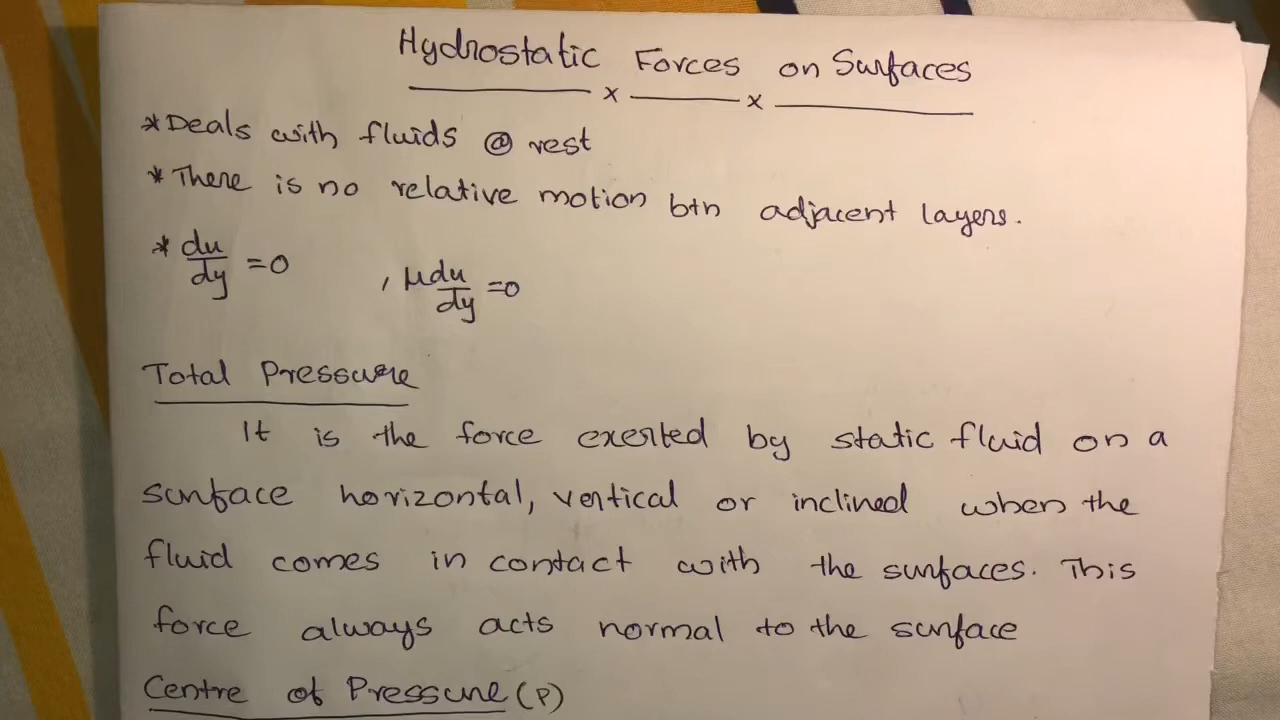 Hydrostatic Forces on Surfaces
x x
*Deals with fluids @ rest
*There is no relative motion btn adjacent layers.
*du/dy =0 , μdu/dy =0
Total Pressure
It is the force exerted by static fluid on a
surface horizontal, vertical or inclined when the
fluid comes in contact with the surfaces. This
force always acts normal to the surface
Centre of Pressure (P)